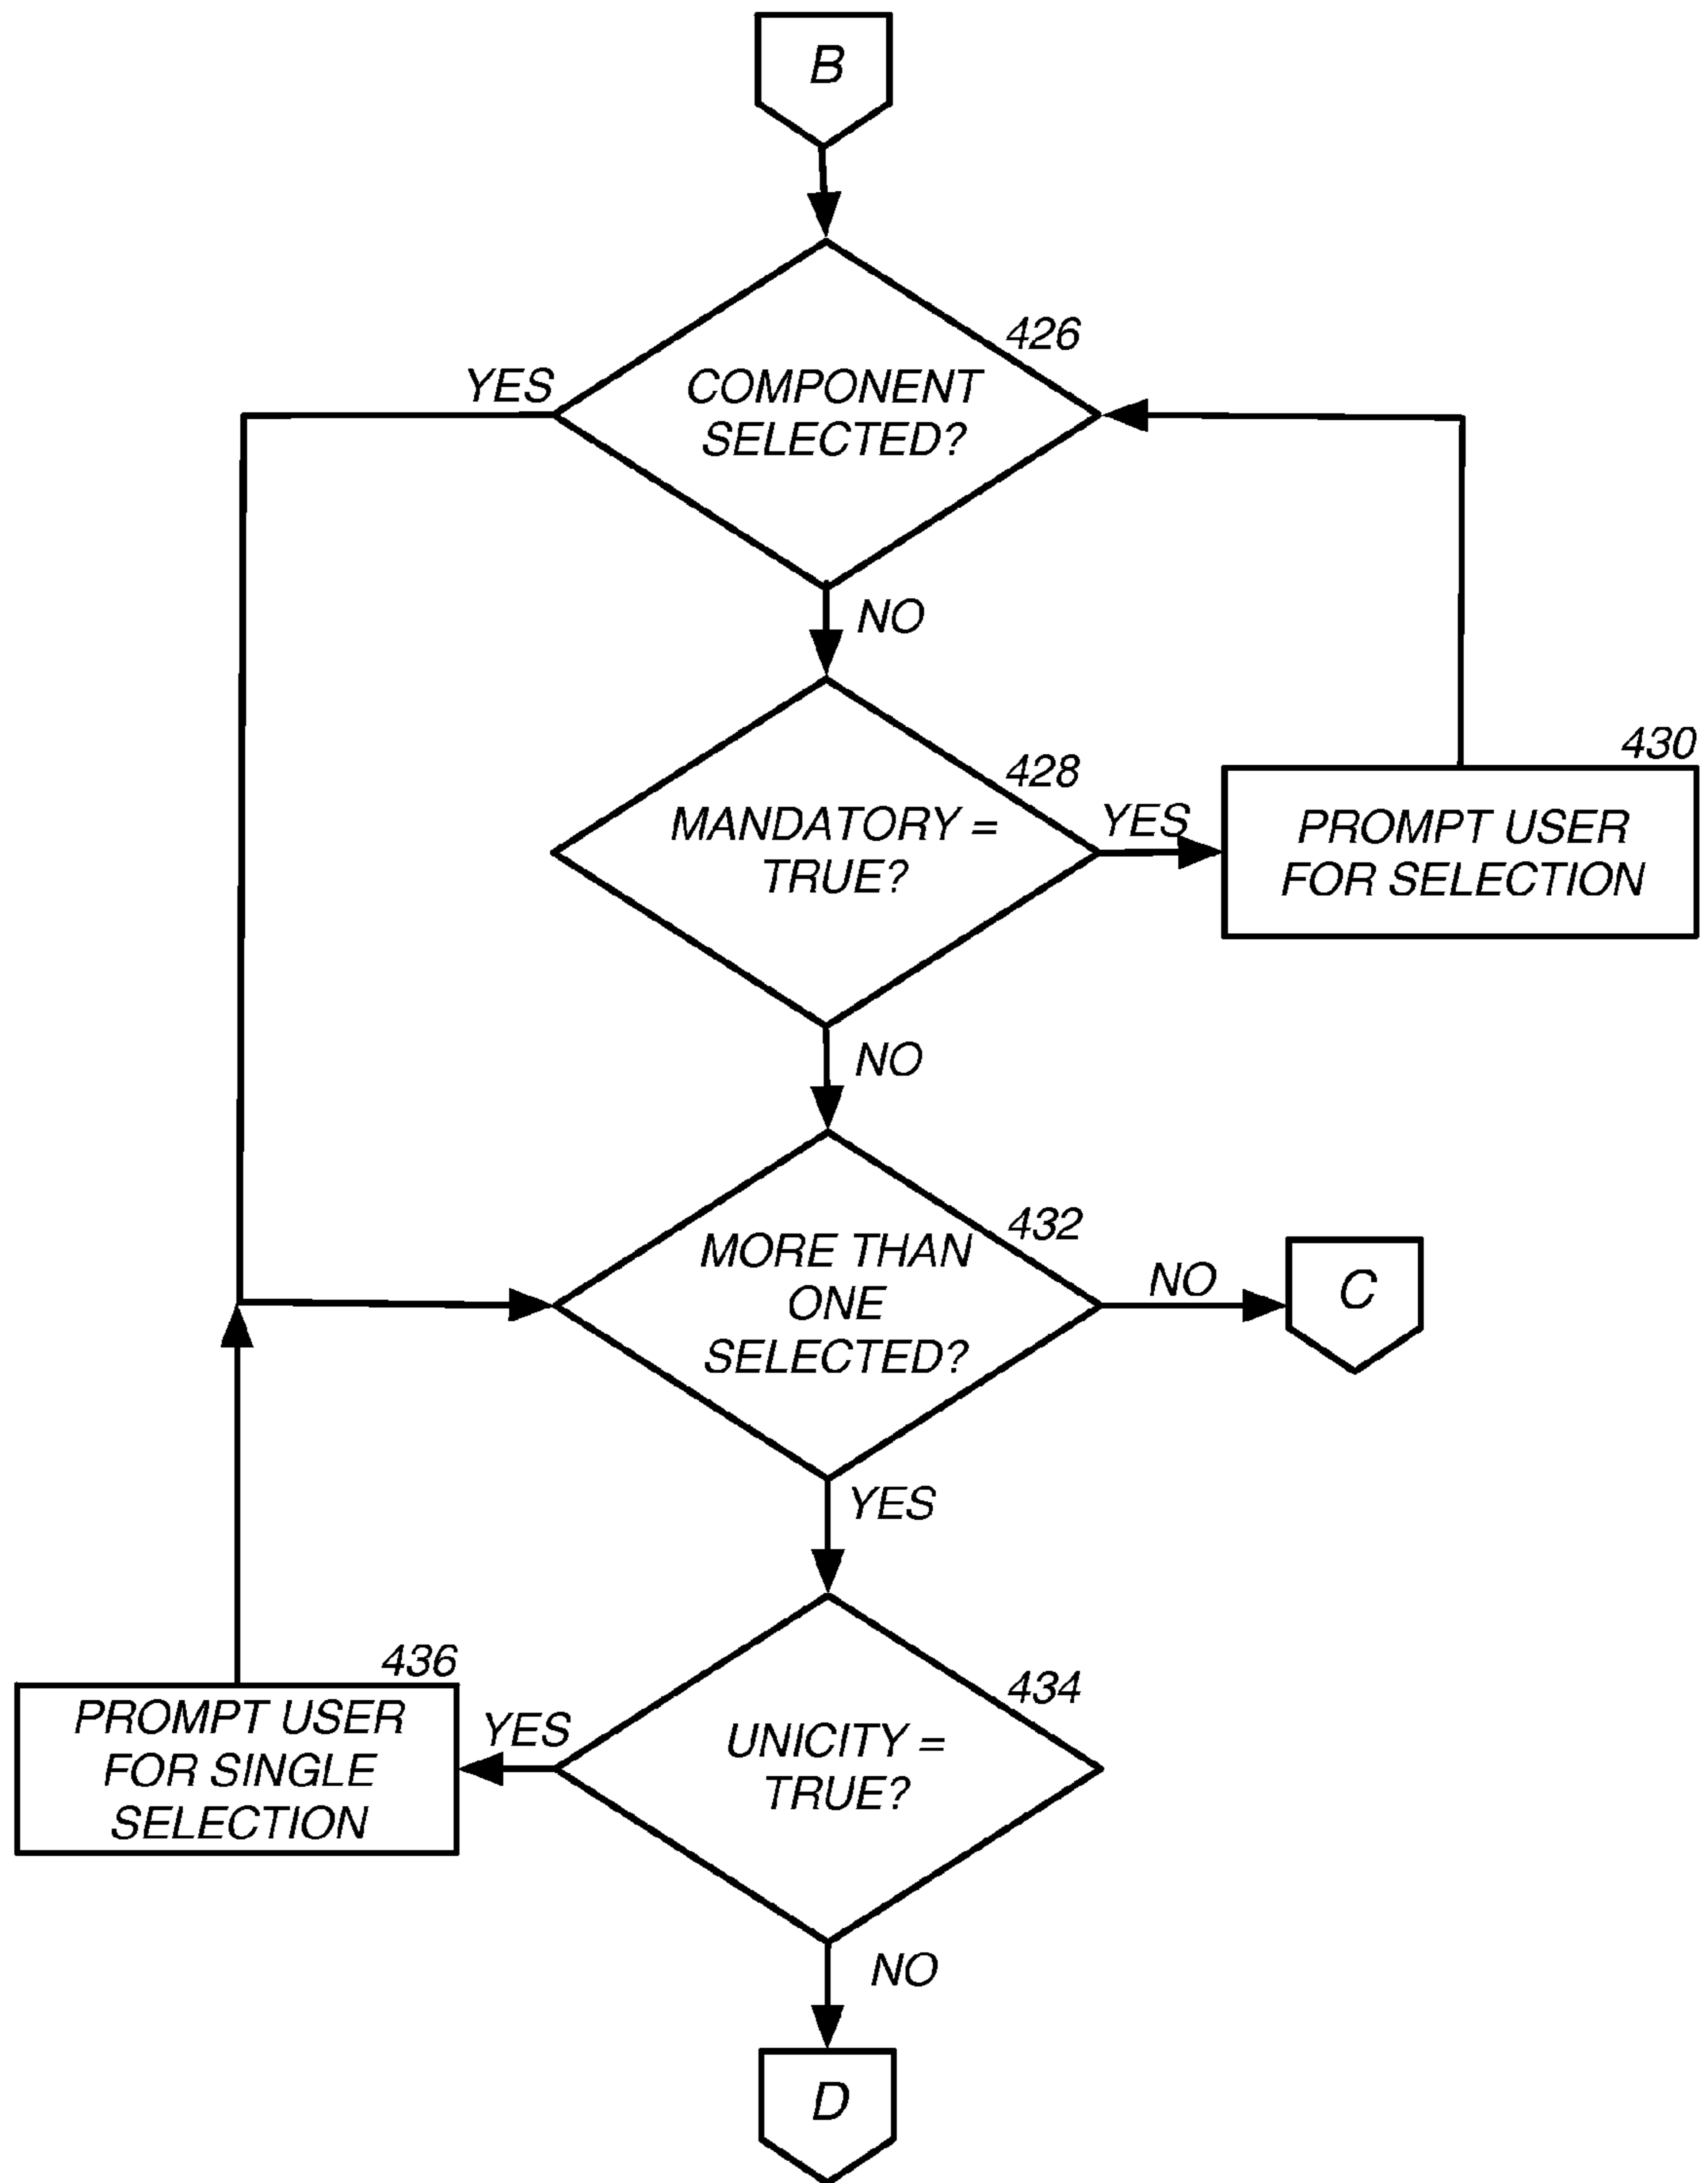 B
426
YES
COMPONENT
SELECTED?
NO
428
430
MANDATORY =
TRUE?
YES
PROMPT USER
FOR SELECTION
NO
432
MORE THAN
ONE
SELECTED?
NO
C
YES
436
434
PROMPT USER
FOR SINGLE
SELECTION
YES
UNICITY =
TRUE?
NO
D